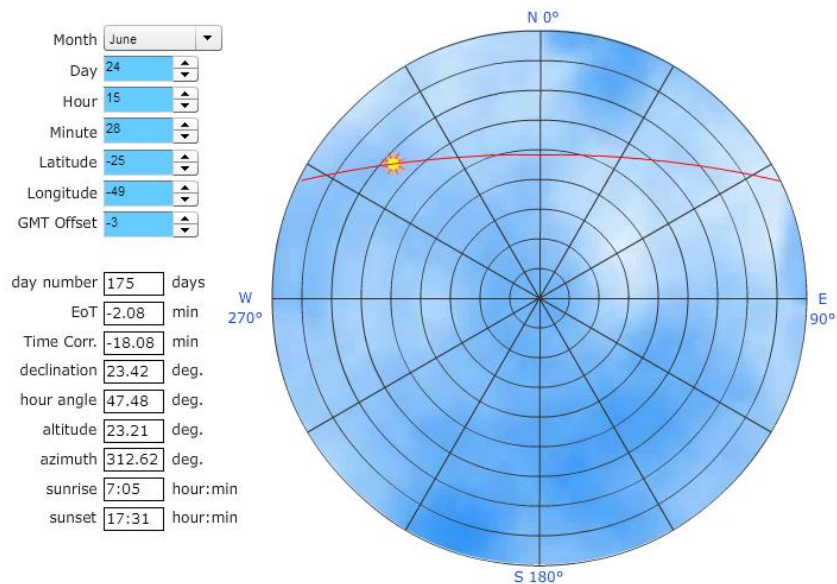 Month June
Day 24
Hour 15
Minute 28
Latitude -25
Longitude -49
GMT Offset -3
day number 175 days
EoT -2.08 min
Time Corr. -18.08 min
declination 23.42 deg.
hour angle 47.48 deg.
altitude 23.21 deg.
azimuth 312.62 deg.
sunrise 7:05 hour:min
sunset 17:31 hour:min
N 0°
W
270°
E
90°
S 180°